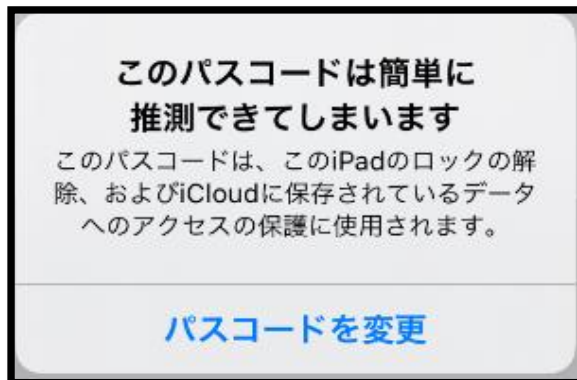 このパスコードは簡単に
推測できてしまいます
このパスコードは、このiPadのロックの解
除、およびiCloudに保存されているデータ
へのアクセスの保護に使用されます。
パスコードを変更